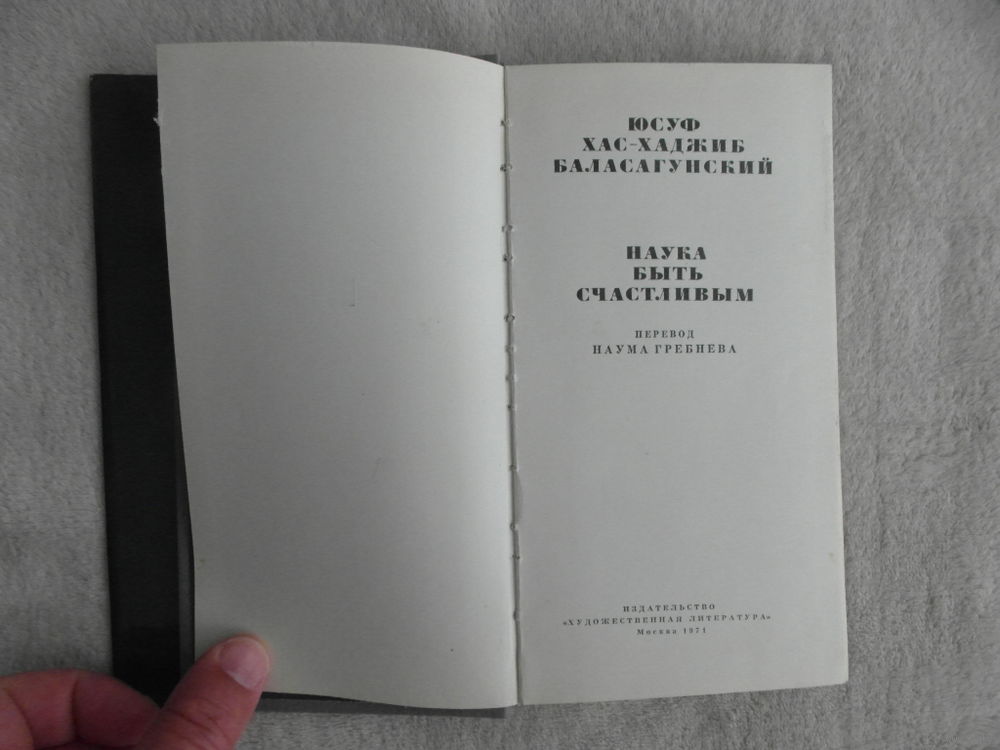 ЮСУФ
ХАС-ХАДЖИБ
БАЛАСАГУНСКИЙ
НАУКА
БЫТЬ
СЧАСТЛИВЫМ
ПЕРЕВОД
НАУМА ГРЕБНЕВА
ИЗДАТЕЛЬСТВО
«ХУДОЖЕСТВЕННАЯ ЛИТЕРАТУРА»
Москва 1971